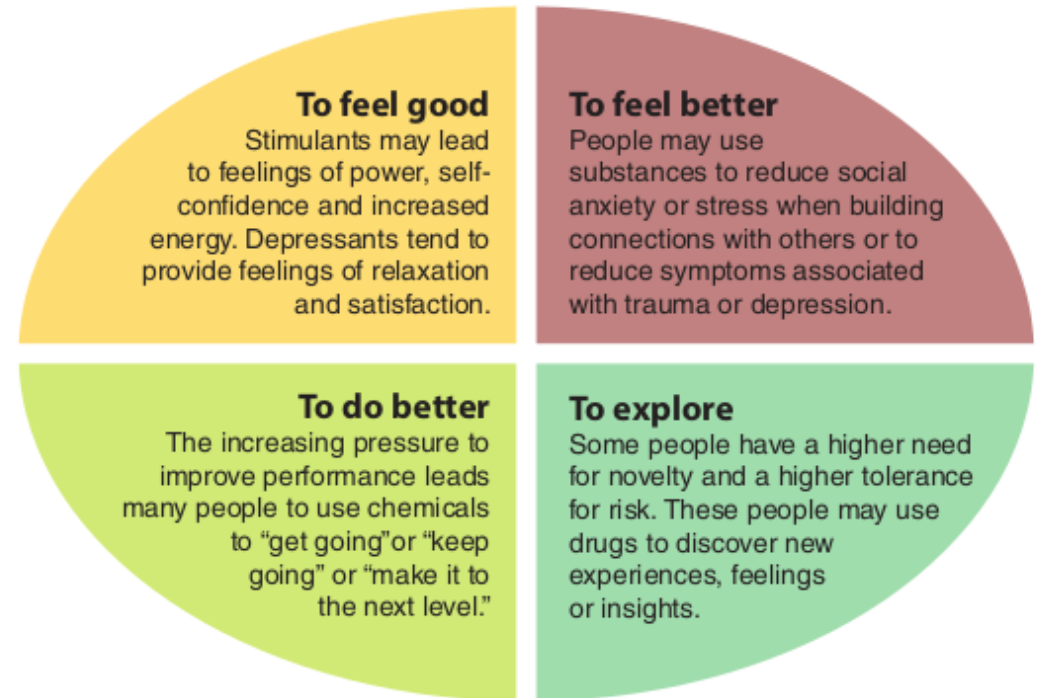 To feel good
Stimulants may lead
to feelings of power, self-
confidence and increased
energy. Depressants tend to
provide feelings of relaxation
and satisfaction.
To feel better
People may use
substances to reduce social
anxiety or stress when building
connections with others or to
reduce symptoms associated
with trauma or depression.
To do better
The increasing pressure to
improve performance leads
many people to use chemicals
to “get going”or “keep
going” or “make it to
the next level.”
To explore
Some people have a higher need
for novelty and a higher tolerance
for risk. These people may use
drugs to discover new
experiences, feelings
or insights.